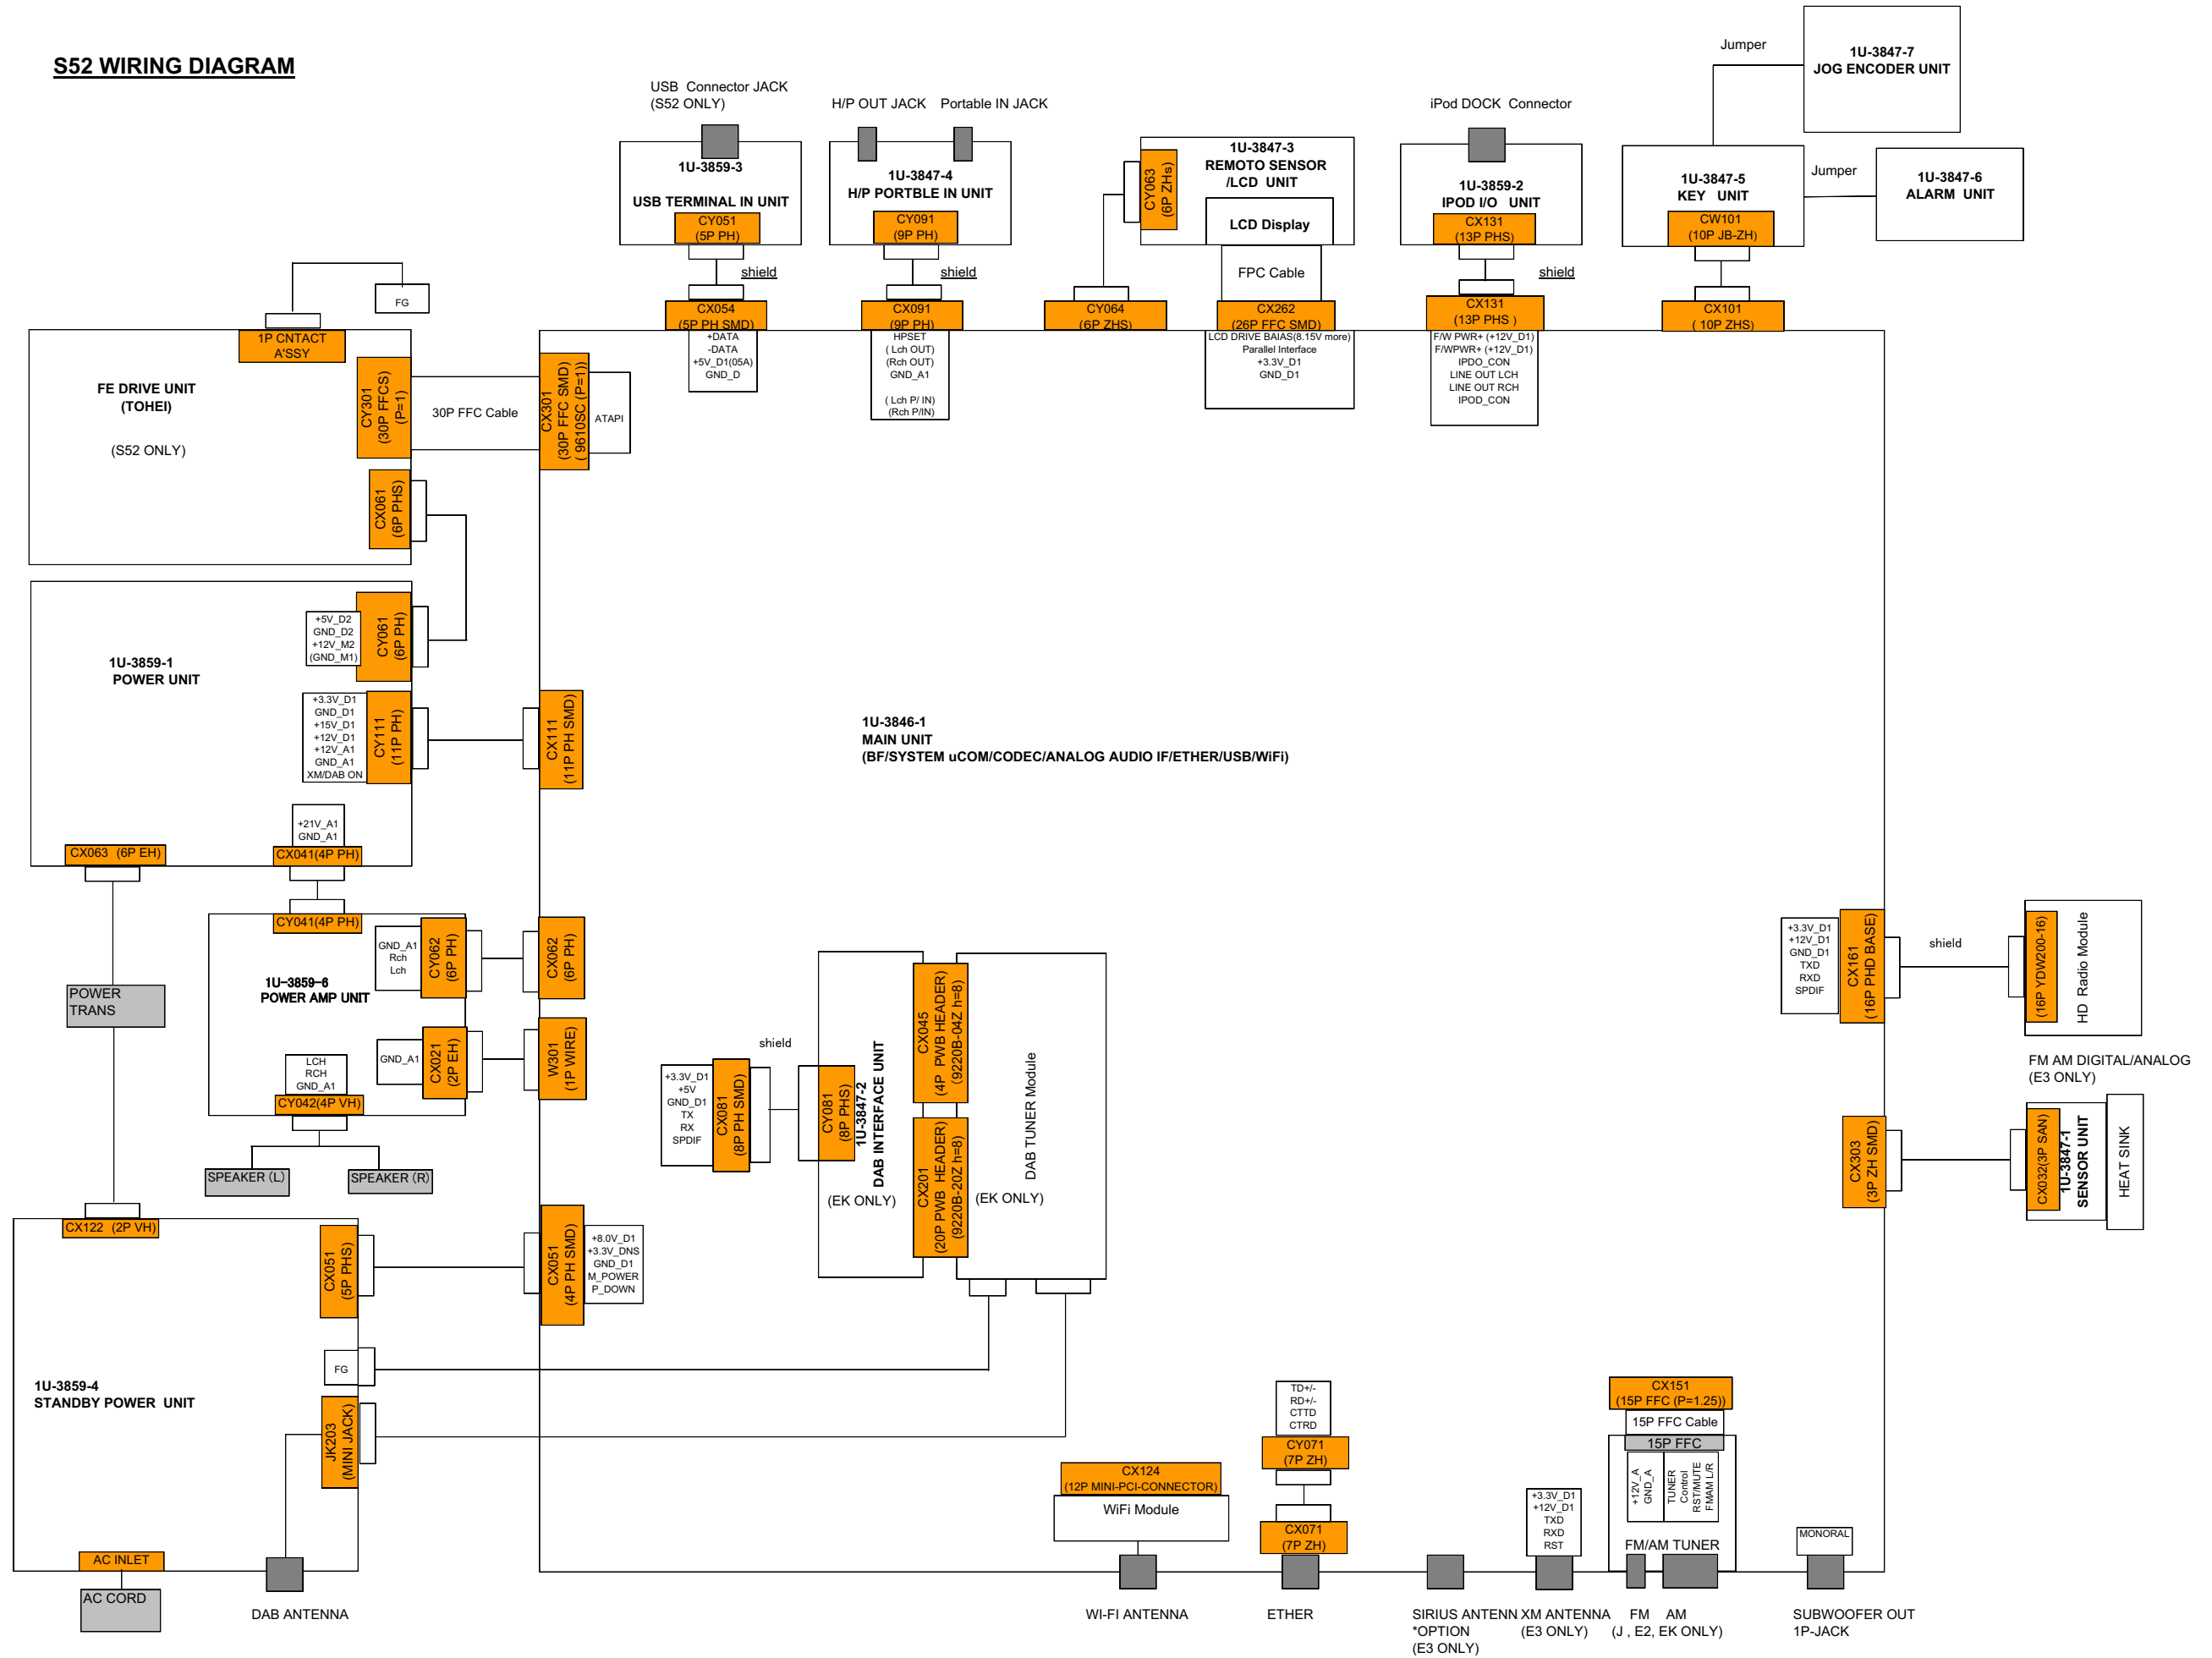 S52 WIRING DIAGRAM
Jumper
1U-3847-7
JOG ENCODER UNIT
USB  Connector JACK
(S52 ONLY)
H/P OUT JACK
Portable IN JACK
iPod DOCK  Connector
1U-3859-3
USB TERMINAL IN UNIT
CY051
(5P PH)
shield
CX054
(5P PH SMD)
+DATA
-DATA
+5V_D1(05A)
GND_D
1U-3847-4
H/P PORTBLE IN UNIT
CY091
(9P PH)
shield
CX091
(9P PH)
HPSET
( Lch OUT)
(Rch OUT)
GND_A1
( Lch P/ IN)
(Rch P/IN)
CY063
(6P ZHs)
1U-3847-3
REMOTO SENSOR
/LCD  UNIT
LCD Display
FPC Cable
CY064
(6P ZHS)
CX262
(26P FFC SMD)
LCD DRIVE BAIAS(8.15V more)
Parallel Interface
+3.3V_D1
GND_D1
1U-3859-2
IPOD I/O   UNIT
CX131
(13P PHS)
shield
CX131
(13P PHS )
F/W PWR+ (+12V_D1)
F/WPWR+ (+12V_D1)
IPDO_CON
LINE OUT LCH
LINE OUT RCH
IPOD_CON
1U-3847-5
KEY   UNIT
CW101
(10P JB-ZH)
Jumper
1U-3847-6
ALARM  UNIT
CX101
( 10P ZHS)
FG
1P CNTACT
A'SSY
FE DRIVE UNIT
(TOHEI)
(S52 ONLY)
CY301
(30P FFCS)
(P=1)
30P FFC Cable
CX301
(30P FFC SMD)
( 9610SC (P=1))
ATAPI
CX061
(6P PHS)
1U-3859-1
POWER UNIT
+5V_D2
GND_D2
+12V_M2
(GND_M1)
CY061
(6P PH)
+3.3V_D1
GND_D1
+15V_D1
+12V_D1
+12V_A1
GND_A1
XM/DAB ON
CY111
(11P PH)
CX111
(11P PH SMD)
+21V_A1
GND_A1
CX063  (6P EH)
CX041(4P PH)
1U-3846-1
MAIN UNIT
(BF/SYSTEM uCOM/CODEC/ANALOG AUDIO IF/ETHER/USB/WiFi)
CY041(4P PH)
1U-3859-6
POWER AMP UNIT
GND_A1
Rch
Lch
CY062
(6P PH)
CX062
(6P PH)
GND_A1
CX021
(2P EH)
W301
(1P WIRE)
LCH
RCH
GND_A1
CY042(4P VH)
SPEAKER (L)
SPEAKER (R)
POWER
TRANS
+3.3V_D1
+5V
GND_D1
TX
RX
SPDIF
CX081
(8P PH SMD)
shield
CY081
(8P PHS)
1U-3847-2
DAB INTERFACE UNIT
(EK ONLY)
CX045
(4P  PWB HEADER)
(9220B-04Z h=8)
CX201
(20P PWB  HEADER)
(9220B-20Z h=8)
DAB TUNER Module
(EK ONLY)
+3.3V_D1
+12V_D1
GND_D1
TXD
RXD
SPDIF
CX161
(16P PHD BASE)
shield
(16P YDW200-16)
HD Radio Module
FM AM DIGITAL/ANALOG
(E3 ONLY)
CX303
(3P ZH SMD)
CX032(3P SAN)
1U-3847-1
SENSOR UNIT
HEAT SINK
CX122  (2P VH)
CX051
(5P PHS)
CX051
(4P PH SMD)
+8.0V_D1
+3.3V_DNS
GND_D1
M_POWER
P_DOWN
FG
1U-3859-4
STANDBY POWER  UNIT
JK203
(MINI JACK)
AC INLET
AC CORD
DAB ANTENNA
CX124
(12P MINI-PCI-CONNECTOR)
WiFi Module
WI-FI ANTENNA
TD+/-
RD+/-
CTTD
CTRD
CY071
(7P ZH)
CX071
(7P ZH)
ETHER
SIRIUS ANTENN
*OPTION
(E3 ONLY)
+3.3V_D1
+12V_D1
TXD
RXD
RST
XM ANTENNA
(E3 ONLY)
CX151
(15P FFC (P=1.25))
15P FFC Cable
15P FFC
+12V_A
GND_A
TUNER
Control
RST/MUTE
FMAM L/R
FM/AM TUNER
FM    AM
(J , E2, EK ONLY)
MONORAL
SUBWOOFER OUT
1P-JACK